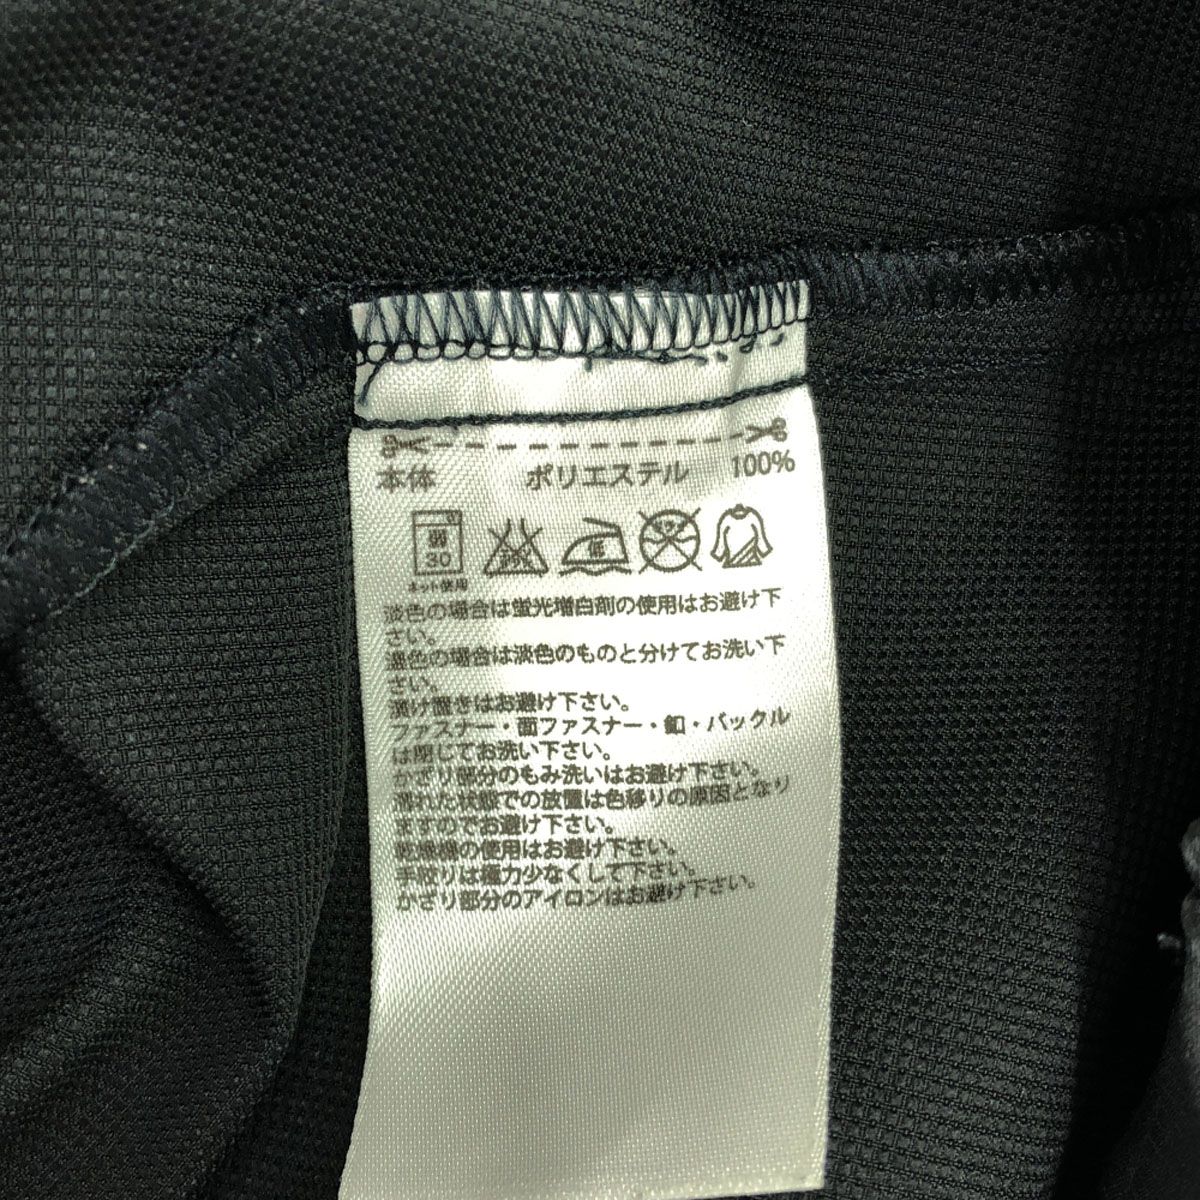 本体 ポリエステル 100%
弱
30
ネット使用
低
淡色の場合は蛍光増白剤の使用はお避け下
さい。
濃色の場合は淡色のものと分けてお洗い下
さい。
漬け置きはお避け下さい。
ファスナー・面ファスナー・釦・バックル
は閉じてお洗い下さい。
かざり部分のもみ洗いはお避け下さい。
濡れた状態での放置は色移りの原因となり
ますのでお避け下さい。
乾燥機の使用はお避け下さい。
手絞りは極力少なくして下さい。
かざり部分のアイロンはお避け下さい。